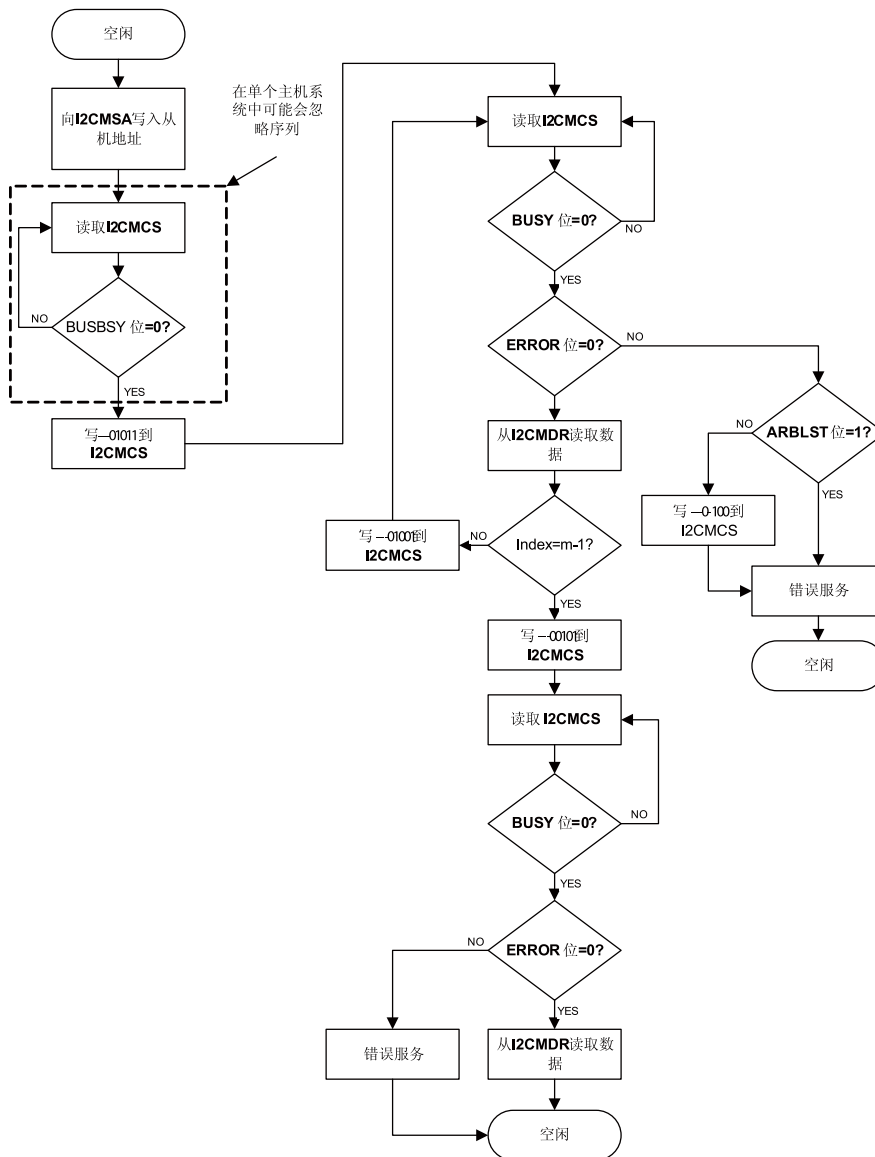 空闲
向I2CMSA写入从
机地址
在单个主机系
统中可能会忽
略序列
读取I2CMCS
BUSBSY 位=0?
NO
YES
写---01011到
I2CMCS
读取I2CMCS
BUSY 位=0?
NO
YES
ERROR 位=0?
NO
YES
从I2CMDR读取数
据
ARBLST 位=1?
NO
YES
写---0-100到
I2CMCS
错误服务
空闲
Index=m-1?
NO
写---01001到
I2CMCS
YES
写---00101到
I2CMCS
读取 I2CMCS
BUSY 位=0?
NO
YES
ERROR 位=0?
NO
YES
错误服务
从I2CMDR读取数
据
空闲